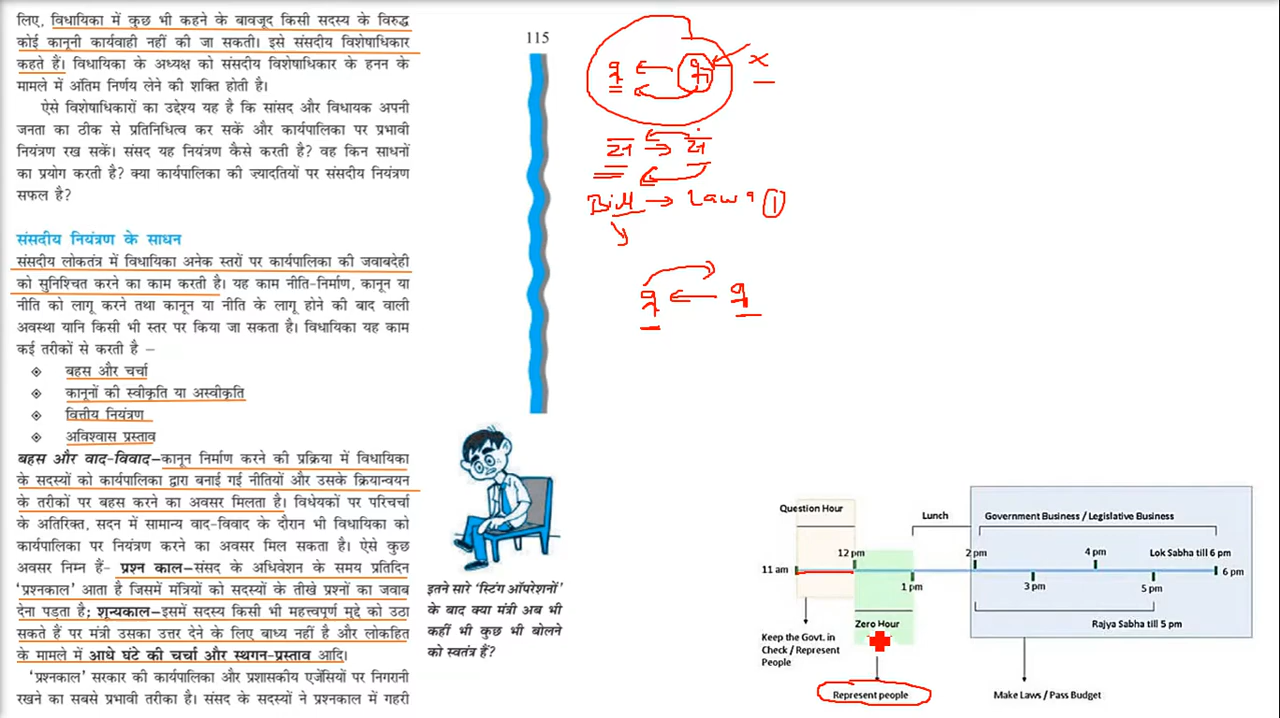 लिए, विधायिका में कुछ भी कहने के बावजूद किसी सदस्य के विरुद्ध
कोई कानूनी कार्यवाही नहीं की जा सकती। इसे संसदीय विशेषाधिकार
कहते हैं। विधायिका के अध्यक्ष को संसदीय विशेषाधिकार के हनन के
मामले में अंतिम निर्णय लेने की शक्ति होती है।
ऐसे विशेषाधिकारों का उद्देश्य यह है कि सांसद और विधायक अपनी
जनता का ठीक से प्रतिनिधित्व कर सकें और कार्यपालिका पर प्रभावी
नियंत्रण रख सकें। संसद यह नियंत्रण कैसे करती है? वह किन साधनों
का प्रयोग करती है? क्या कार्यपालिका की ज्यादतियों पर संसदीय नियंत्रण
सफल है?
संसदीय नियंत्रण के साधन
संसदीय लोकतंत्र में विधायिका अनेक स्तरों पर कार्यपालिका की जवाबदेही
को सुनिश्चित करने का काम करती है। यह काम नीति-निर्माण, कानून या
नीति को लागू करने तथा कानून या नीति के लागू होने की बाद वाली
अवस्था यानि किसी भी स्तर पर किया जा सकता है। विधायिका यह काम
कई तरीकों से करती है –
❖ बहस और चर्चा
❖ कानूनों की स्वीकृति या अस्वीकृति
❖ वित्तीय नियंत्रण
❖ अविश्वास प्रस्ताव
बहस और वाद-विवाद–कानून निर्माण करने की प्रक्रिया में विधायिका
के सदस्यों को कार्यपालिका द्वारा बनाई गई नीतियों और उसके क्रियान्वयन
के तरीकों पर बहस करने का अवसर मिलता है। विधेयकों पर परिचर्चा
के अतिरिक्त, सदन में सामान्य वाद-विवाद के दौरान भी विधायिका को
कार्यपालिका पर नियंत्रण करने का अवसर मिल सकता है। ऐसे कुछ
अवसर निम्न हैं- प्रश्न काल–संसद के अधिवेशन के समय प्रतिदिन
'प्रश्नकाल' आता है जिसमें मंत्रियों को सदस्यों के तीखे प्रश्नों का जवाब
देना पड़ता है; शून्यकाल–इसमें सदस्य किसी भी महत्त्वपूर्ण मुद्दे को उठा
सकते हैं पर मंत्री उसका उत्तर देने के लिए बाध्य नहीं है और लोकहित
के मामले में आधे घंटे की चर्चा और स्थगन-प्रस्ताव आदि।
'प्रश्नकाल' सरकार की कार्यपालिका और प्रशासकीय एजेंसियों पर निगरानी
रखने का सबसे प्रभावी तरीका है। संसद के सदस्यों ने प्रश्नकाल में गहरी
115
इतने सारे 'स्टिंग ऑपरेशनों'
के बाद क्या मंत्री अब भी
कहीं भी कुछ भी बोलने
को स्वतंत्र हैं?
x
Bill → Law ①
Question Hour
Lunch
Government Business / Legislative Business
12 pm
2 pm
4 pm
Lok Sabha till 6 pm
11 am
1 pm
3 pm
5 pm
6 pm
Zero Hour
Rajya Sabha till 5 pm
Keep the Govt. in
Check / Represent
People
Represent people
Make Laws / Pass Budget